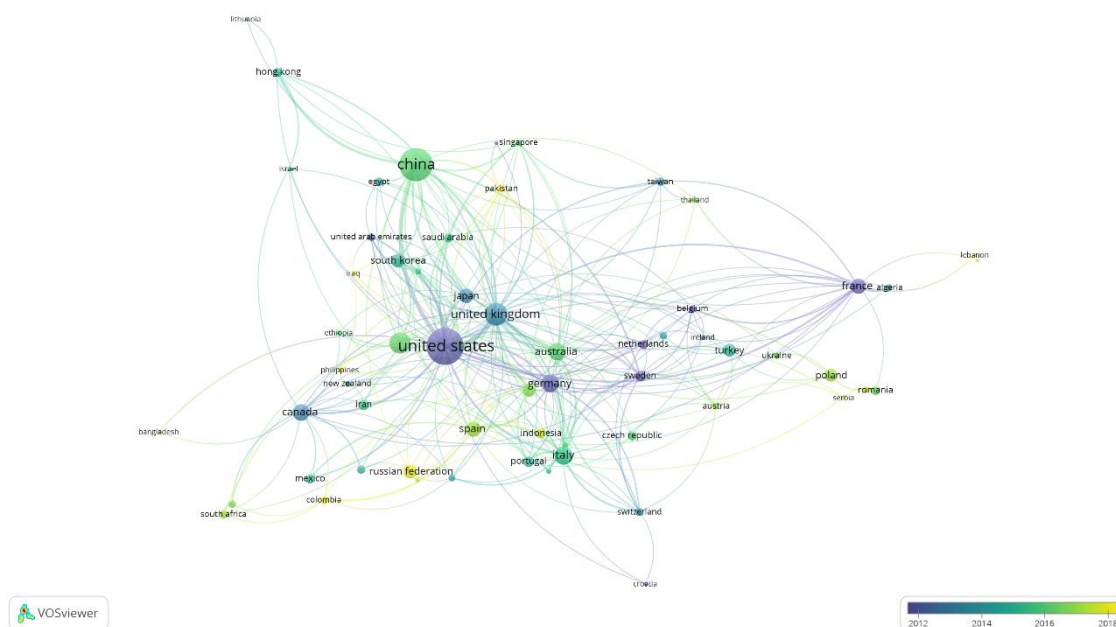 lithuania
hong kong
singapore
china
israel
egypt
pakistan
taiwan
thailand
united arab emirates
saudi arabia
lebanon
south korea
iraq
france
algeria
japan
belgium
united kingdom
ethiopia
ireland
united states
netherlands
australia
turkey
ukraine
philippines
sweden
poland
new zealand
germany
romania
serbia
canada
iran
austria
bangladesh
spain
indonesia
czech republic
italy
portugal
russian federation
mexico
colombia
south africa
switzerland
croatia
VOSviewer
2012 2014 2016 2018